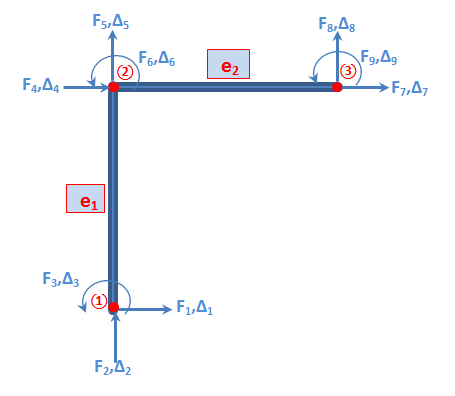 F₅,Δ₅
F₈,Δ₈
F₆,Δ₆
F₉,Δ₉
② e₂ ③
F₄,Δ₄
F₇,Δ₇
e₁
F₃,Δ₃
①
F₁,Δ₁
F₂,Δ₂